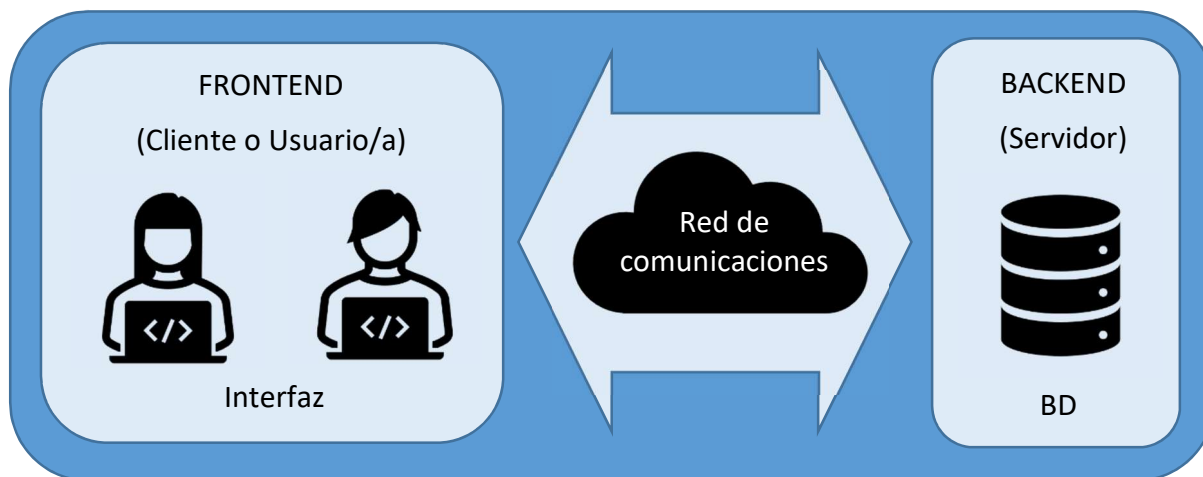 FRONTEND
(Cliente o Usuario/a)
</>
</>
Interfaz
Red de
comunicaciones
BACKEND
(Servidor)
BD